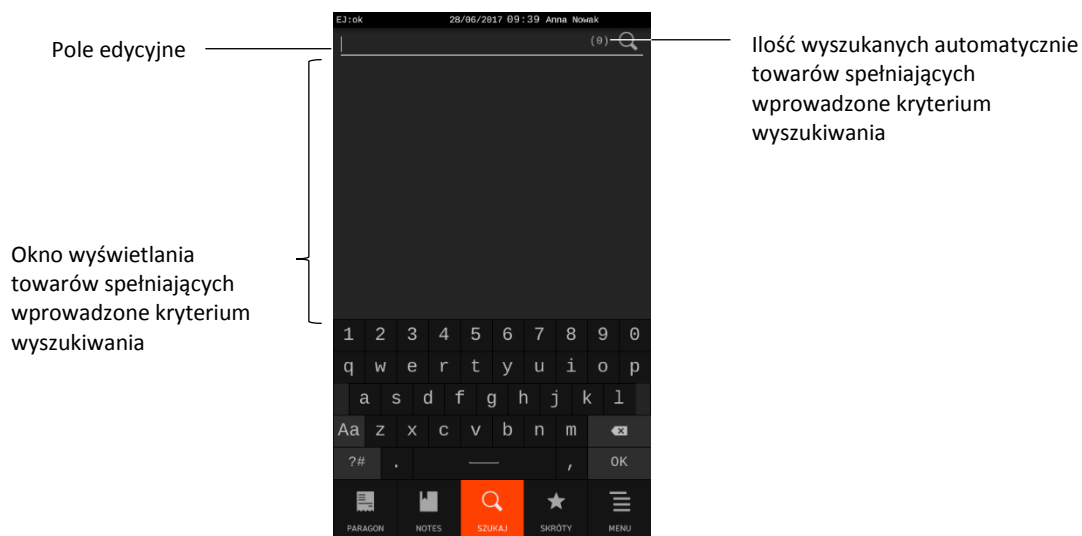 EJ:ok 28/06/2017 09:39 Anna Nowak
Pole edycyjne
(0)
Ilość wyszukanych automatycznie
towarów spełniających
wprowadzone kryterium
wyszukiwania
Okno wyświetlania
towarów spełniających
wprowadzone kryterium
wyszukiwania
1 2 3 4 5 6 7 8 9 0
q w e r t y u i o p
a s d f g h j k l
Aa z x c v b n m
?# . , OK
PARAGON NOTES SZUKAJ SKRÓTY MENU